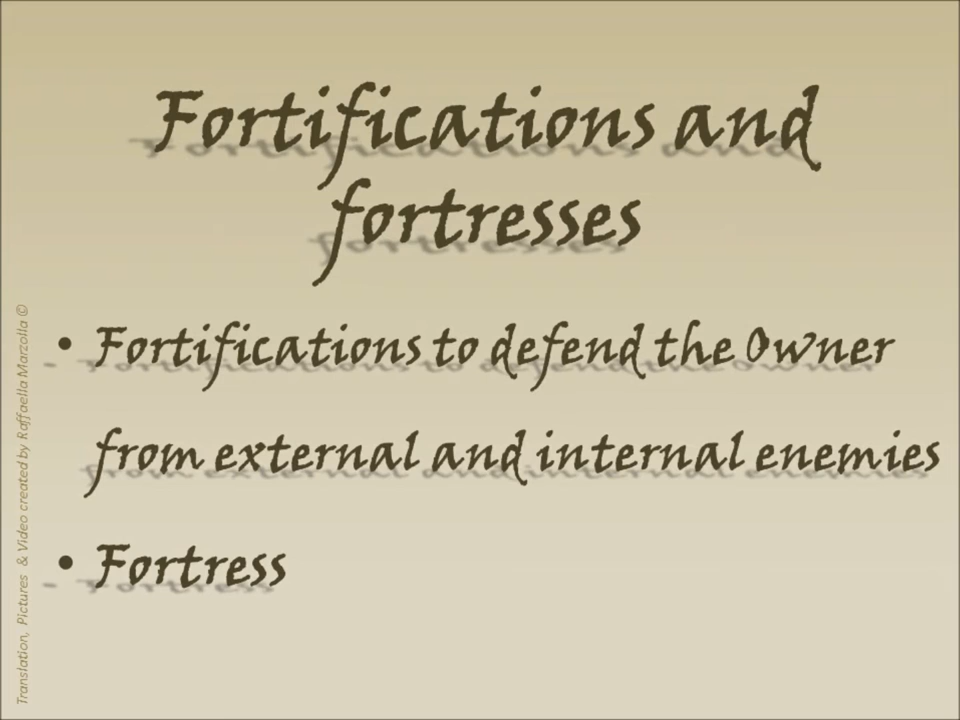 Fortifications and
fortresses
• Fortifications to defend the Owner
from external and internal enemies
• Fortress
Translation, Pictures & Video created by Raffaella Marzolla ©